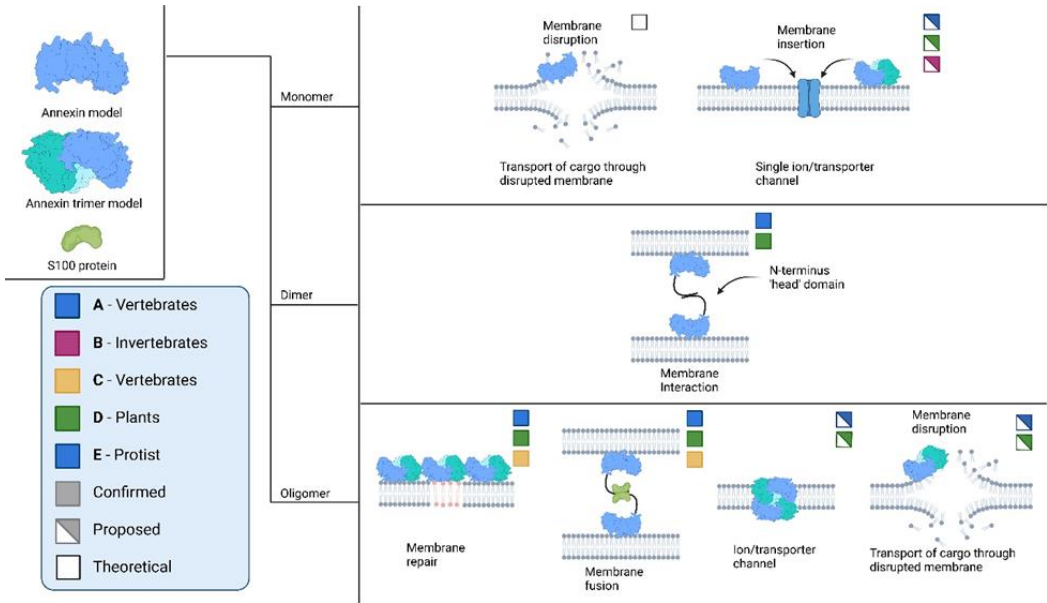 Annexin model
Annexin trimer model
S100 protein
A - Vertebrates
B - Invertebrates
C - Vertebrates
D - Plants
E - Protist
Confirmed
Proposed
Theoretical
Monomer
Membrane
disruption
Transport of cargo through
disrupted membrane
Membrane
insertion
Single ion/transporter
channel
Dimer
N-terminus
'head' domain
Membrane
Interaction
Oligomer
Membrane
repair
Membrane
fusion
Ion/transporter
channel
Membrane
disruption
Transport of cargo through
disrupted membrane